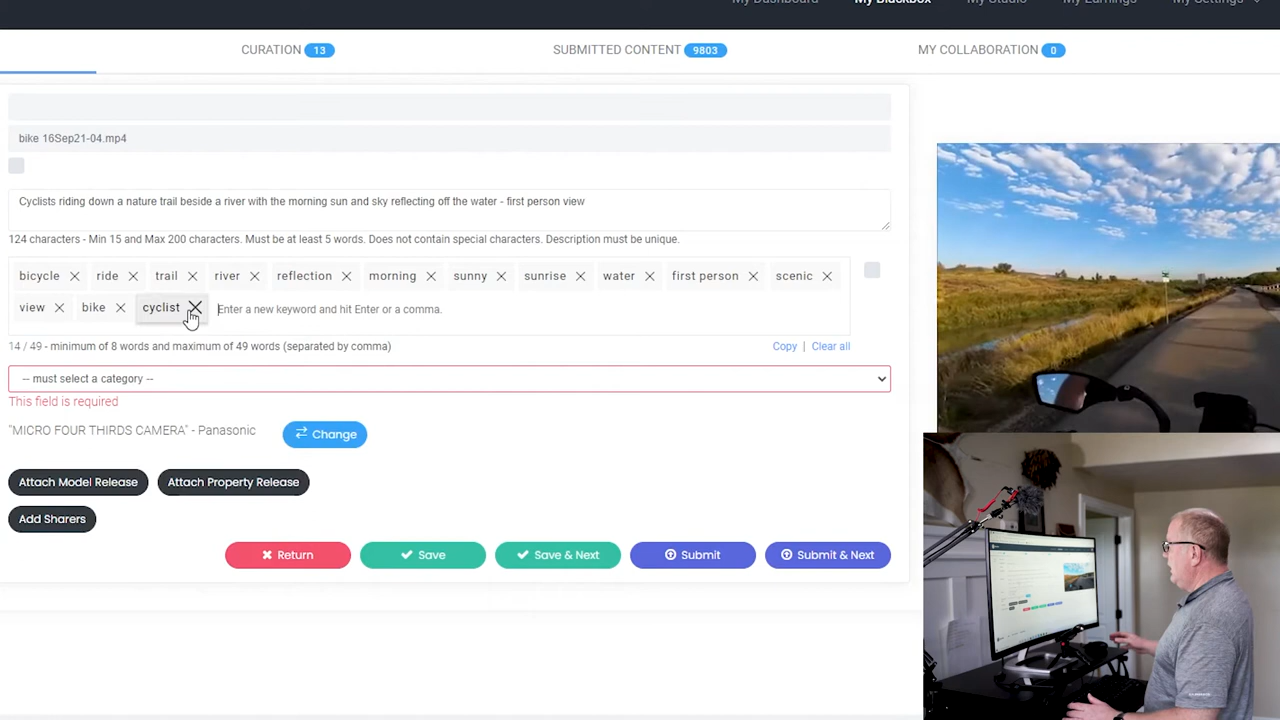 My Dashboard My Blackbox My Studio My Earnings My Settings
CURATION 13 SUBMITTED CONTENT 9803 MY COLLABORATION 0
bike 16Sep21-04.mp4
Cyclists riding down a nature trail beside a river with the morning sun and sky reflecting off the water - first person view
124 characters - Min 15 and Max 200 characters. Must be at least 5 words. Does not contain special characters. Description must be unique.
bicycle ride trail river reflection morning sunny sunrise water first person scenic
view bike cyclist Enter a new keyword and hit Enter or a comma.
14 / 49 - minimum of 8 words and maximum of 49 words (separated by comma) Copy | Clear all
-- must select a category --
This field is required
"MICRO FOUR THIRDS CAMERA" - Panasonic Change
Attach Model Release Attach Property Release
Add Sharers
Return Save Save & Next Submit Submit & Next